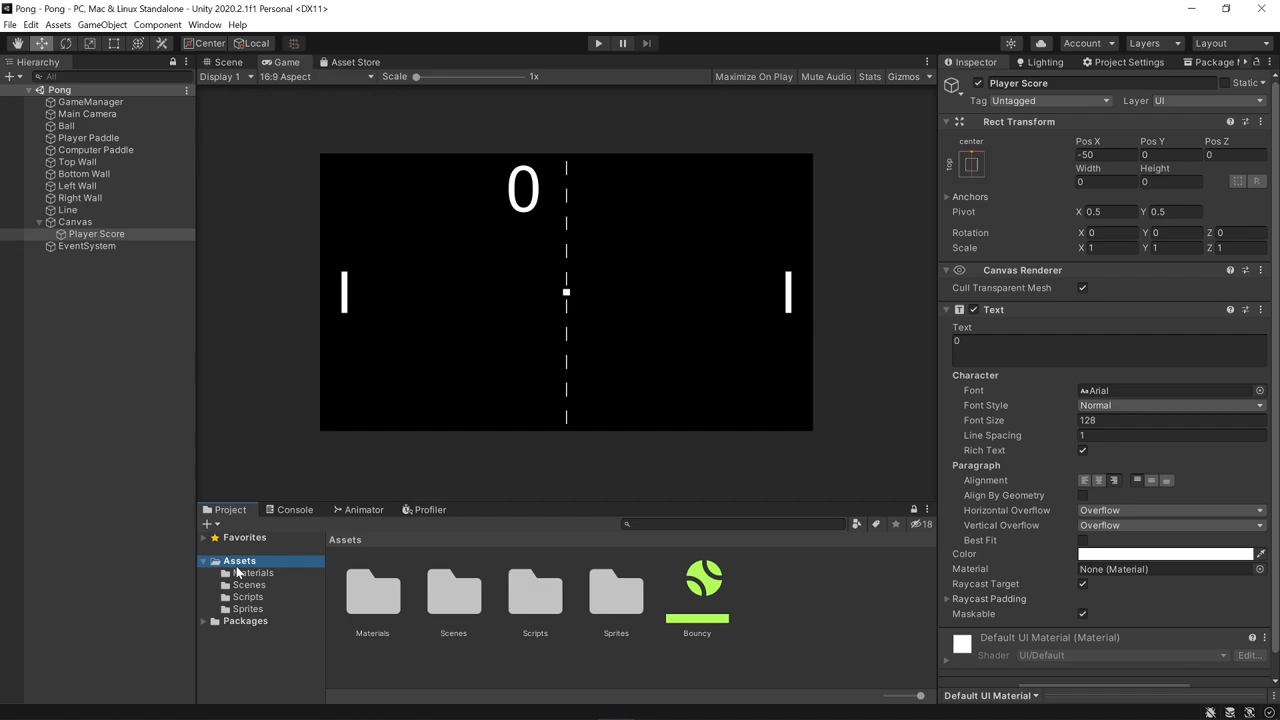 Pong - Pong - PC, Mac & Linux Standalone - Unity 2020.2.1f1 Personal <DX11>
File Edit Assets GameObject Component Window Help
Center Local Account Layers Layout
Hierarchy
All
Pong
GameManager
Main Camera
Ball
Player Paddle
Computer Paddle
Top Wall
Bottom Wall
Left Wall
Right Wall
Line
Canvas
Player Score
EventSystem
Scene Game Asset Store
Display 1 16:9 Aspect Scale 1x Maximize On Play Mute Audio Stats Gizmos
0
Project Console Animator Profiler
18
Favorites
Assets
Materials
Scenes
Scripts
Sprites
Packages
Assets
Materials Scenes Scripts Sprites Bouncy
Inspector Lighting Project Settings Package
Player Score Static
Tag Untagged Layer UI
Rect Transform
center Pos X Pos Y Pos Z
top -50 0 0
Width Height
0 0
R
Anchors
Pivot X 0.5 Y 0.5
Rotation X 0 Y 0 Z 0
Scale X 1 Y 1 Z 1
Canvas Renderer
Cull Transparent Mesh
Text
Text
0
Character
Font Arial
Font Style Normal
Font Size 128
Line Spacing 1
Rich Text
Paragraph
Alignment
Align By Geometry
Horizontal Overflow Overflow
Vertical Overflow Overflow
Best Fit
Color
Material None (Material)
Raycast Target
Raycast Padding
Maskable
Default UI Material (Material)
Shader UI/Default Edit...
Default UI Material